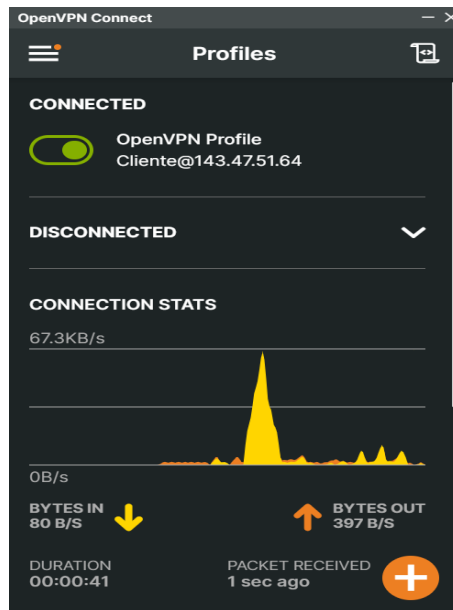 OpenVPN Connect
Profiles
CONNECTED
OpenVPN Profile
Cliente@143.47.51.64
DISCONNECTED
CONNECTION STATS
67.3KB/s
0B/s
BYTES IN
80 B/S
BYTES OUT
397 B/S
DURATION
00:00:41
PACKET RECEIVED
1 sec ago